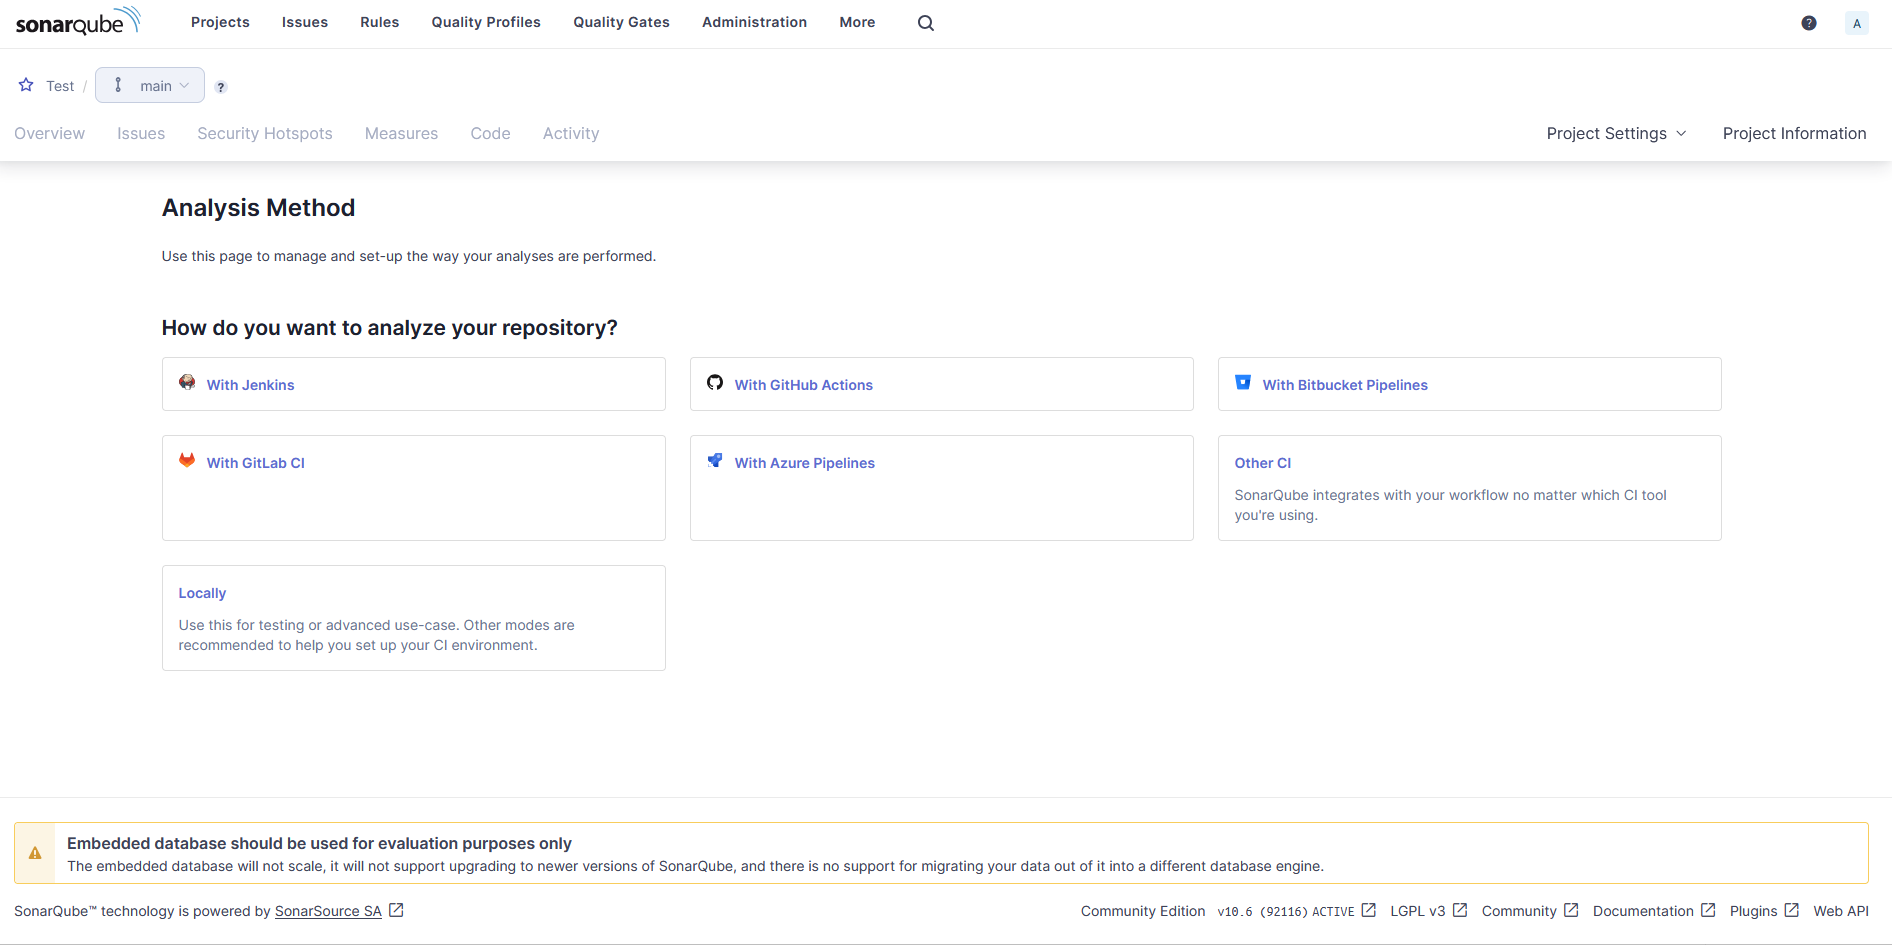 sonarqube Projects Issues Rules Quality Profiles Quality Gates Administration More ? A
Test / main ?
Overview Issues Security Hotspots Measures Code Activity Project Settings Project Information
Analysis Method
Use this page to manage and set-up the way your analyses are performed.
How do you want to analyze your repository?
With Jenkins
With GitHub Actions
With Bitbucket Pipelines
With GitLab CI
With Azure Pipelines
Other CI
SonarQube integrates with your workflow no matter which CI tool
you're using.
Locally
Use this for testing or advanced use-case. Other modes are
recommended to help you set up your CI environment.
Embedded database should be used for evaluation purposes only
The embedded database will not scale, it will not support upgrading to newer versions of SonarQube, and there is no support for migrating your data out of it into a different database engine.
SonarQube™ technology is powered by SonarSource SA Community Edition v10.6 (92116) ACTIVE LGPL v3 Community Documentation Plugins Web API